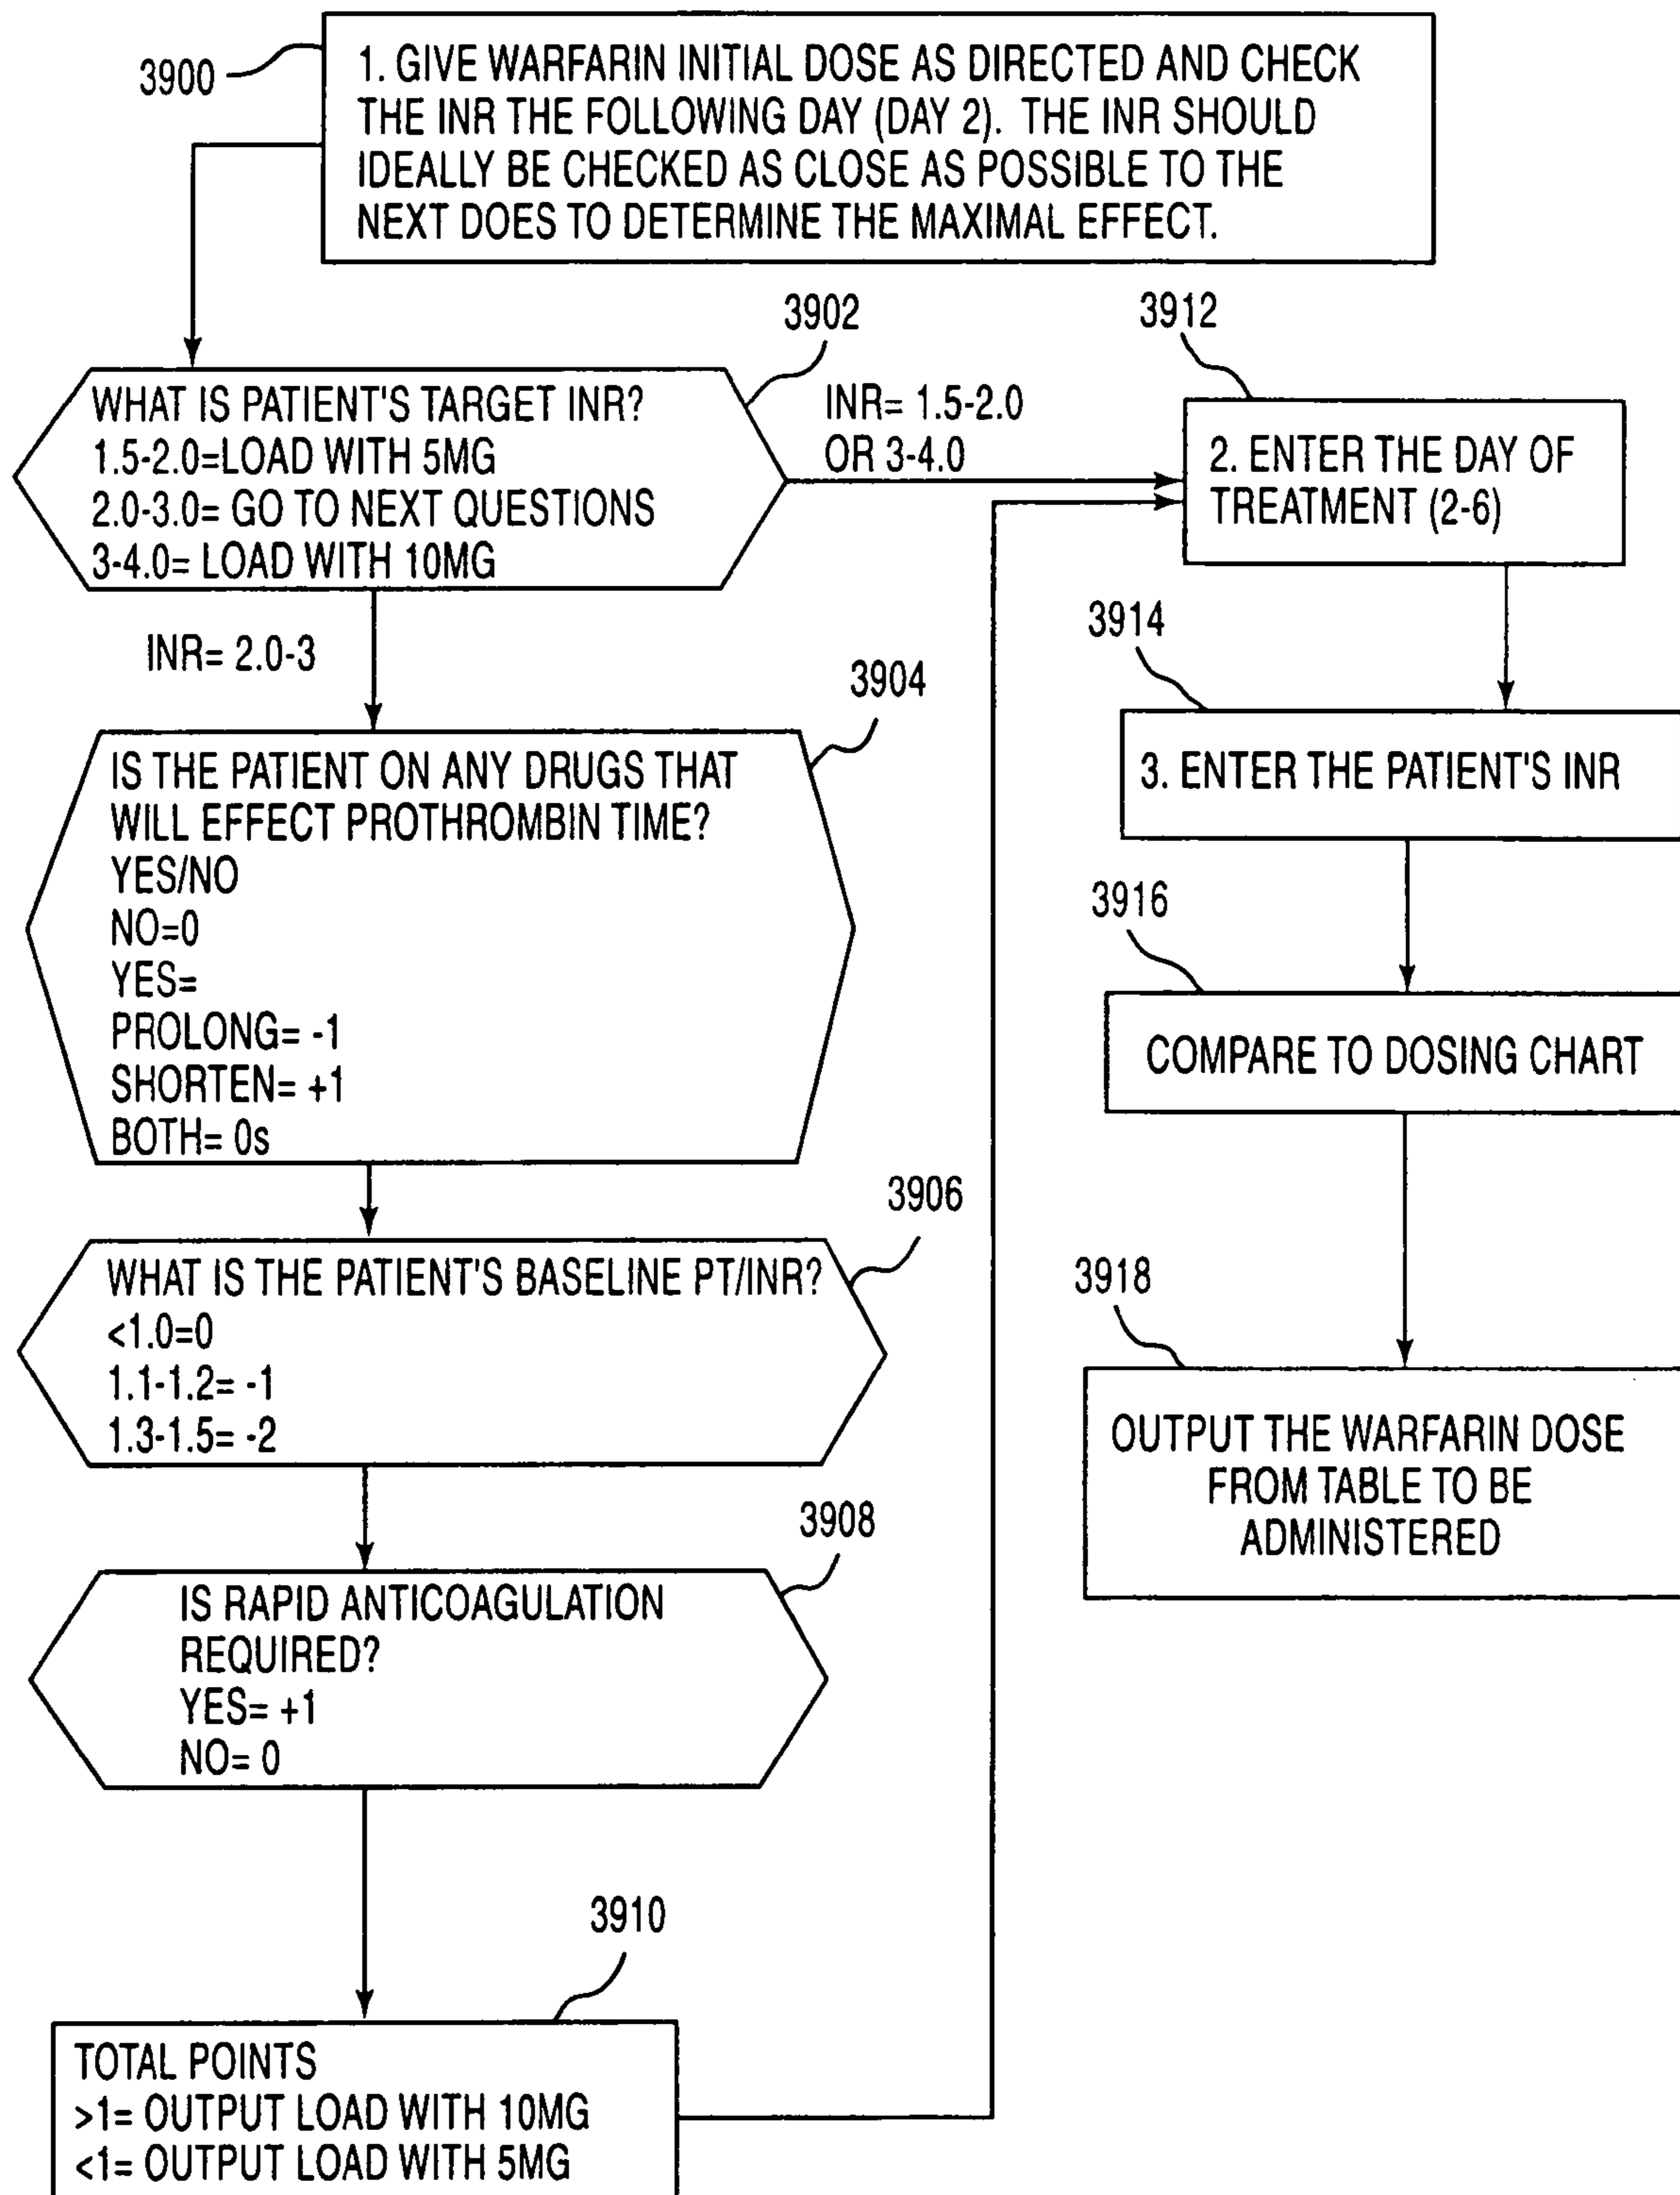 3900
1. GIVE WARFARIN INITIAL DOSE AS DIRECTED AND CHECK
THE INR THE FOLLOWING DAY (DAY 2). THE INR SHOULD
IDEALLY BE CHECKED AS CLOSE AS POSSIBLE TO THE
NEXT DOES TO DETERMINE THE MAXIMAL EFFECT.
3902
WHAT IS PATIENT'S TARGET INR?
1.5-2.0=LOAD WITH 5MG
2.0-3.0= GO TO NEXT QUESTIONS
3-4.0= LOAD WITH 10MG
INR= 1.5-2.0
OR 3-4.0
INR= 2.0-3
3904
IS THE PATIENT ON ANY DRUGS THAT
WILL EFFECT PROTHROMBIN TIME?
YES/NO
NO=0
YES=
PROLONG= -1
SHORTEN= +1
BOTH= 0s
3906
WHAT IS THE PATIENT'S BASELINE PT/INR?
<1.0=0
1.1-1.2= -1
1.3-1.5= -2
3908
IS RAPID ANTICOAGULATION
REQUIRED?
YES= +1
NO= 0
3910
TOTAL POINTS
>1= OUTPUT LOAD WITH 10MG
<1= OUTPUT LOAD WITH 5MG
3912
2. ENTER THE DAY OF
TREATMENT (2-6)
3914
3. ENTER THE PATIENT'S INR
3916
COMPARE TO DOSING CHART
3918
OUTPUT THE WARFARIN DOSE
FROM TABLE TO BE
ADMINISTERED